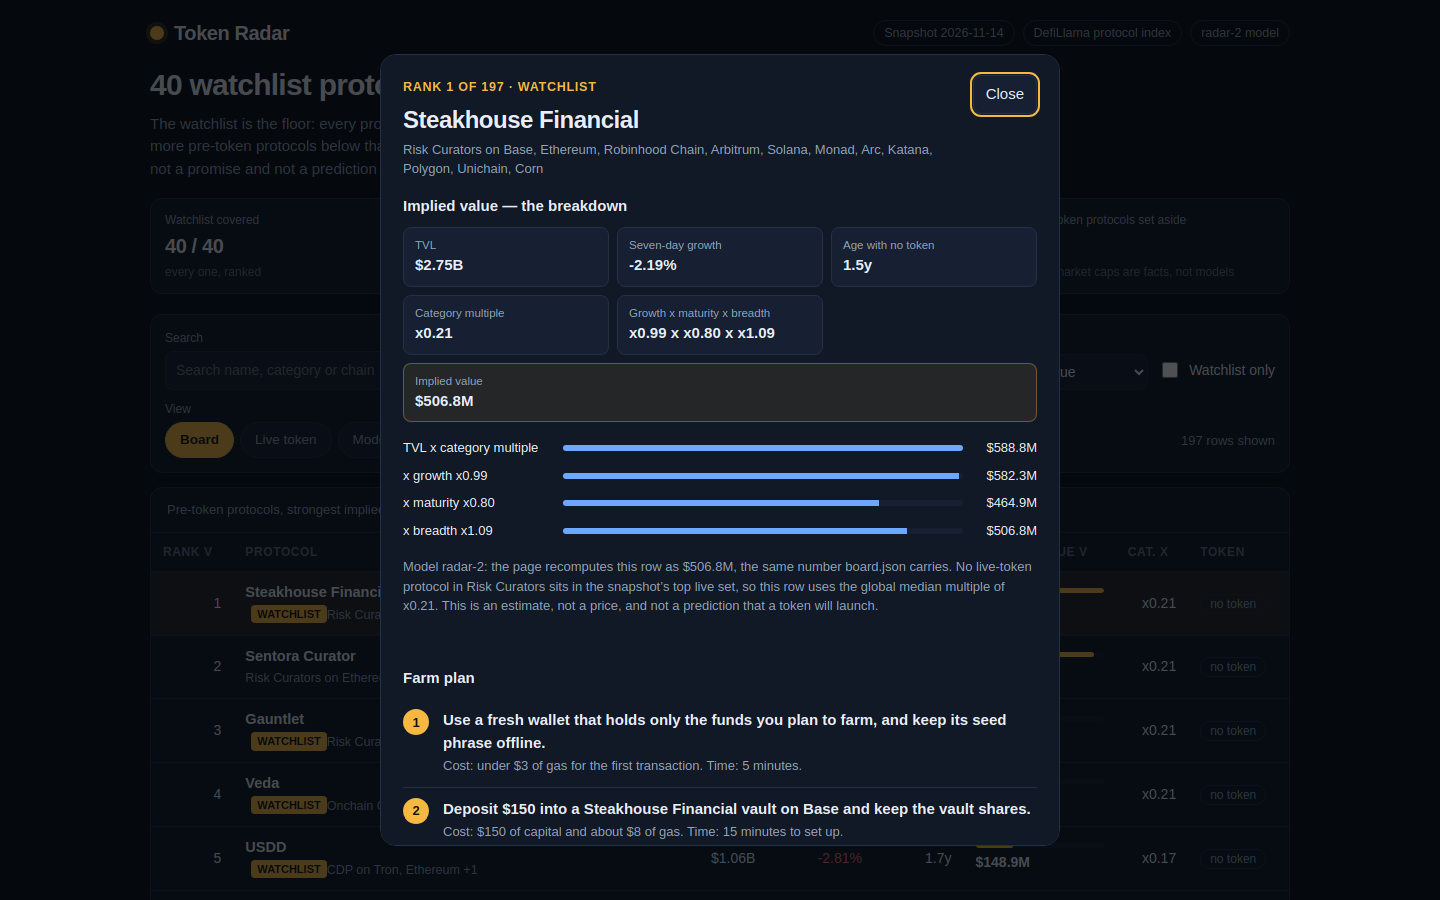 Token Radar
Snapshot 2026-11-14
DefiLlama protocol index
radar-2 model
40 watchlist proto
The watchlist is the floor: every pro
more pre-token protocols below tha
not a promise and not a prediction
Watchlist covered
40 / 40
every one, ranked
oken protocols set aside
market caps are facts, not models
Search
Search name, category or chain
ue
Watchlist only
View
Board
Live token
Mode
197 rows shown
Pre-token protocols, strongest implie
RANK V
PROTOCOL
UE V
CAT. X
TOKEN
1
Steakhouse Financi
WATCHLIST
Risk Cura
x0.21
no token
2
Sentora Curator
Risk Curators on Ethere
x0.21
no token
3
Gauntlet
WATCHLIST
Risk Cura
x0.21
no token
4
Veda
WATCHLIST
Onchain C
x0.21
no token
5
USDD
WATCHLIST
CDP on Tron, Ethereum +1
$1.06B
-2.81%
1.7y
$148.9M
x0.17
no token
RANK 1 OF 197 · WATCHLIST
Close
Steakhouse Financial
Risk Curators on Base, Ethereum, Robinhood Chain, Arbitrum, Solana, Monad, Arc, Katana,
Polygon, Unichain, Corn
Implied value — the breakdown
TVL
$2.75B
Seven-day growth
-2.19%
Age with no token
1.5y
Category multiple
x0.21
Growth x maturity x breadth
x0.99 x x0.80 x x1.09
Implied value
$506.8M
TVL x category multiple
$588.8M
x growth x0.99
$582.3M
x maturity x0.80
$464.9M
x breadth x1.09
$506.8M
Model radar-2: the page recomputes this row as $506.8M, the same number board.json carries. No live-token
protocol in Risk Curators sits in the snapshot’s top live set, so this row uses the global median multiple of
x0.21. This is an estimate, not a price, and not a prediction that a token will launch.
Farm plan
1
Use a fresh wallet that holds only the funds you plan to farm, and keep its seed
phrase offline.
Cost: under $3 of gas for the first transaction. Time: 5 minutes.
2
Deposit $150 into a Steakhouse Financial vault on Base and keep the vault shares.
Cost: $150 of capital and about $8 of gas. Time: 15 minutes to set up.